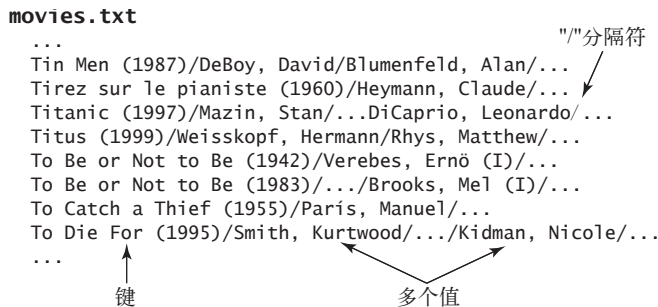 movies.txt
...
"/"分隔符
Tin Men (1987)/DeBoy, David/Blumenfeld, Alan/...
Tirez sur le pianiste (1960)/Heymann, Claude/...
Titanic (1997)/Mazin, Stan/...DiCaprio, Leonardo/...
Titus (1999)/Weisskopf, Hermann/Rhys, Matthew/...
To Be or Not to Be (1942)/Verebes, Ernö (I)/...
To Be or Not to Be (1983)/.../Brooks, Mel (I)/...
To Catch a Thief (1955)/París, Manuel/...
To Die For (1995)/Smith, Kurtwood/.../Kidman, Nicole/...
...
键
多个值